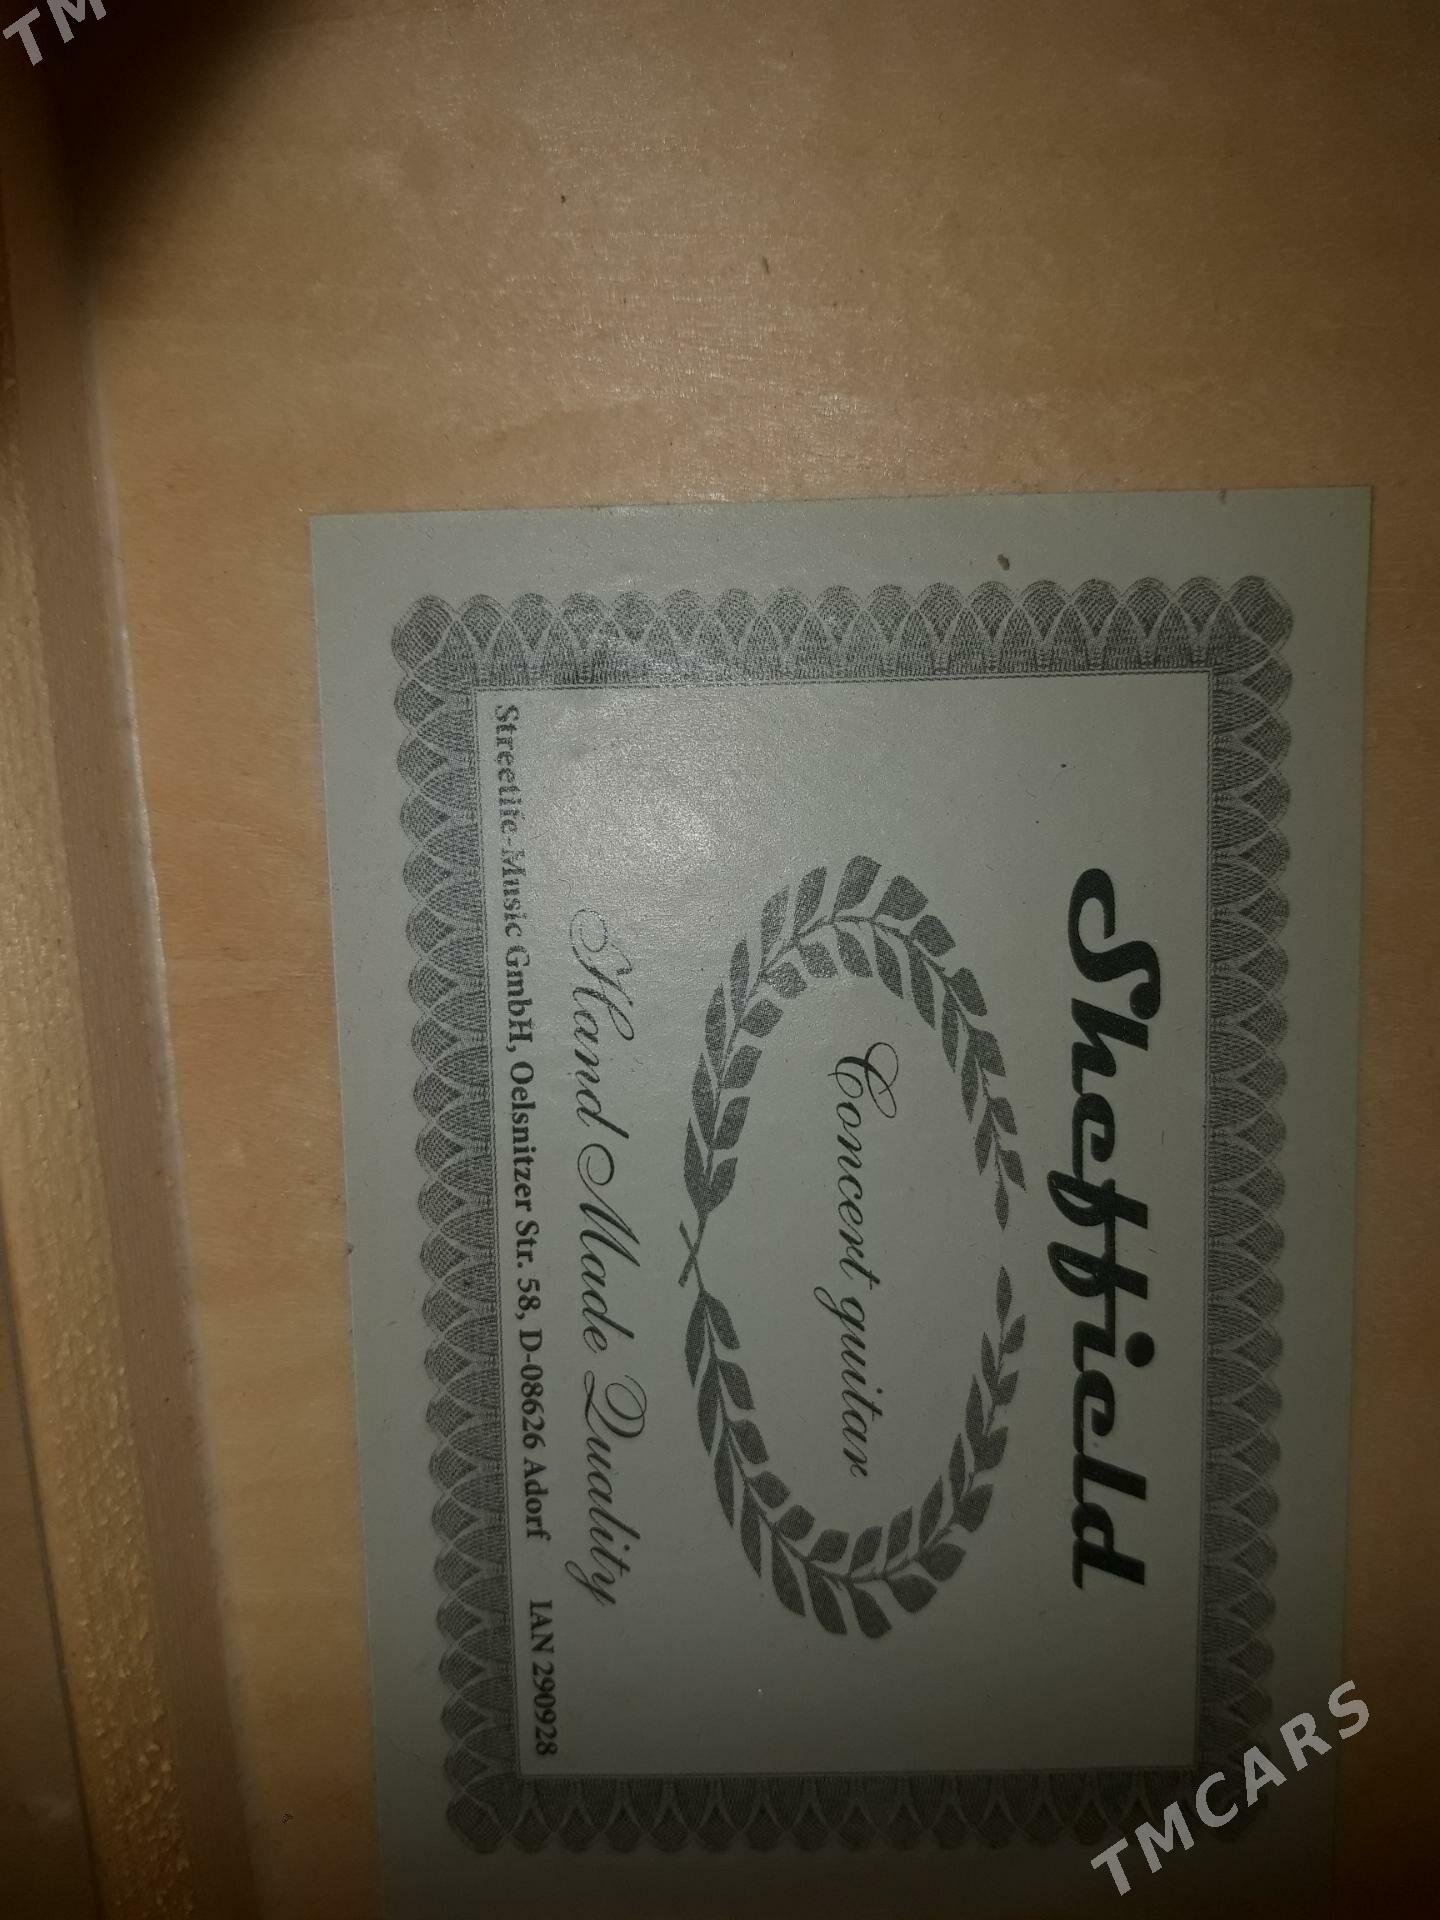 Sheffield
Concert guitar
Hand Made Quality
Streetlife-Music GmbH, Oelsnitzer Str. 58, D-08626 Adorf IAN 290928
TMCARS
TM